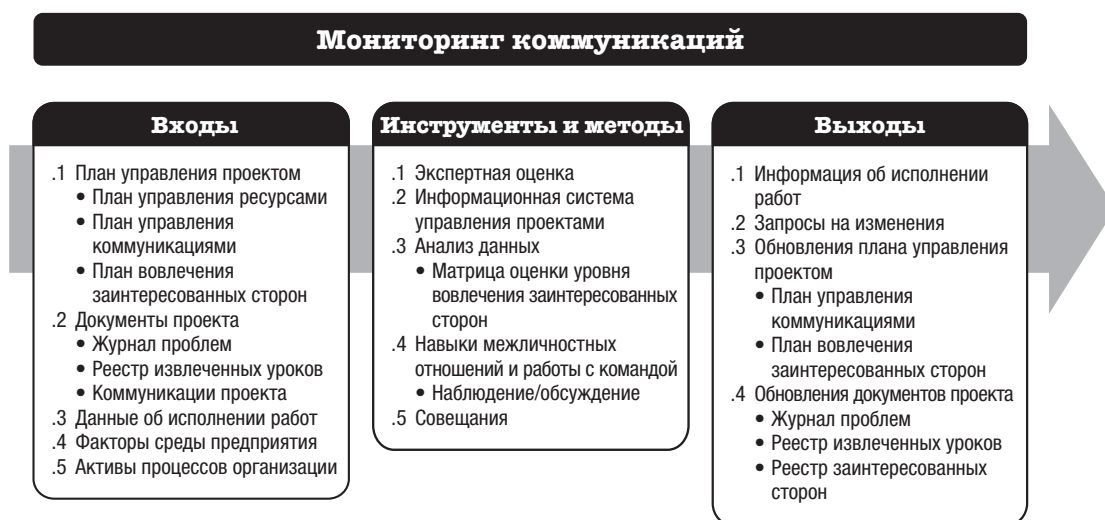 Мониторинг коммуникаций
Входы
.1 План управления проектом
• План управления ресурсами
• План управления
коммуникациями
• План вовлечения
заинтересованных сторон
.2 Документы проекта
• Журнал проблем
• Реестр извлеченных уроков
• Коммуникации проекта
.3 Данные об исполнении работ
.4 Факторы среды предприятия
.5 Активы процессов организации
Инструменты и методы
.1 Экспертная оценка
.2 Информационная система
управления проектами
.3 Анализ данных
• Матрица оценки уровня
вовлечения заинтересованных
сторон
.4 Навыки межличностных
отношений и работы с командой
• Наблюдение/обсуждение
.5 Совещания
Выходы
.1 Информация об исполнении
работ
.2 Запросы на изменения
.3 Обновления плана управления
проектом
• План управления
коммуникациями
• План вовлечения
заинтересованных сторон
.4 Обновления документов проекта
• Журнал проблем
• Реестр извлеченных уроков
• Реестр заинтересованных
сторон